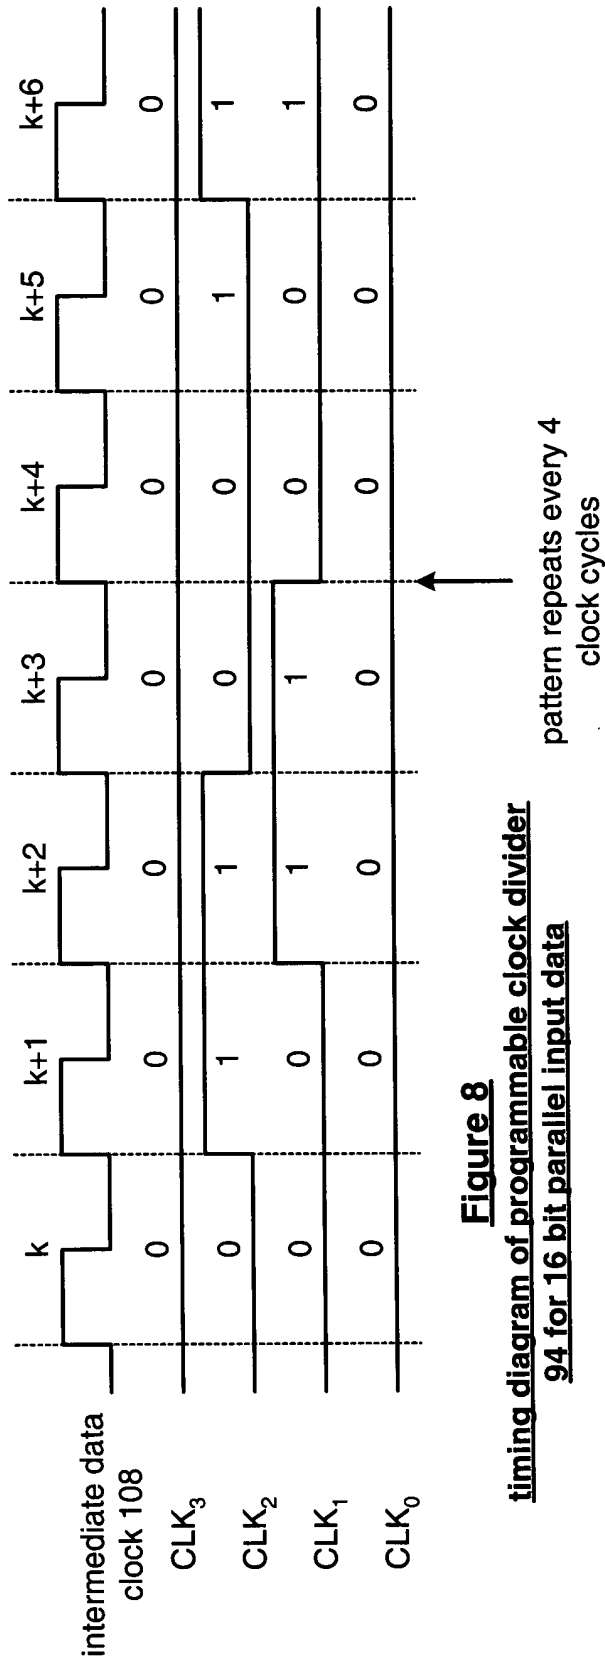 k k+1 k+2 k+3 k+4 k+5 k+6
intermediate data
clock 108
CLK₃ 0 0 0 0 0 0 0
CLK₂ 0 1 1 0 0 1 1
CLK₁ 0 0 1 1 0 0 1
CLK₀ 0 0 0 0 0 0 0
pattern repeats every 4
clock cycles
Figure 8
timing diagram of programmable clock divider
94 for 16 bit parallel input data